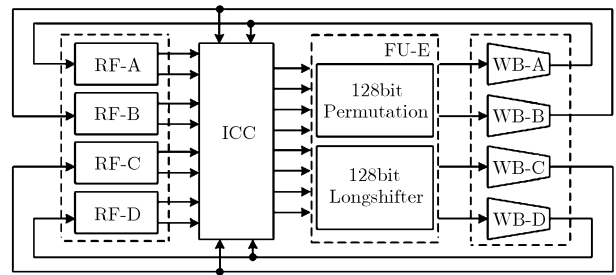 RF-A
RF-B
RF-C
RF-D
ICC
FU-E
128bit
Permutation
128bit
Longshifter
WB-A
WB-B
WB-C
WB-D